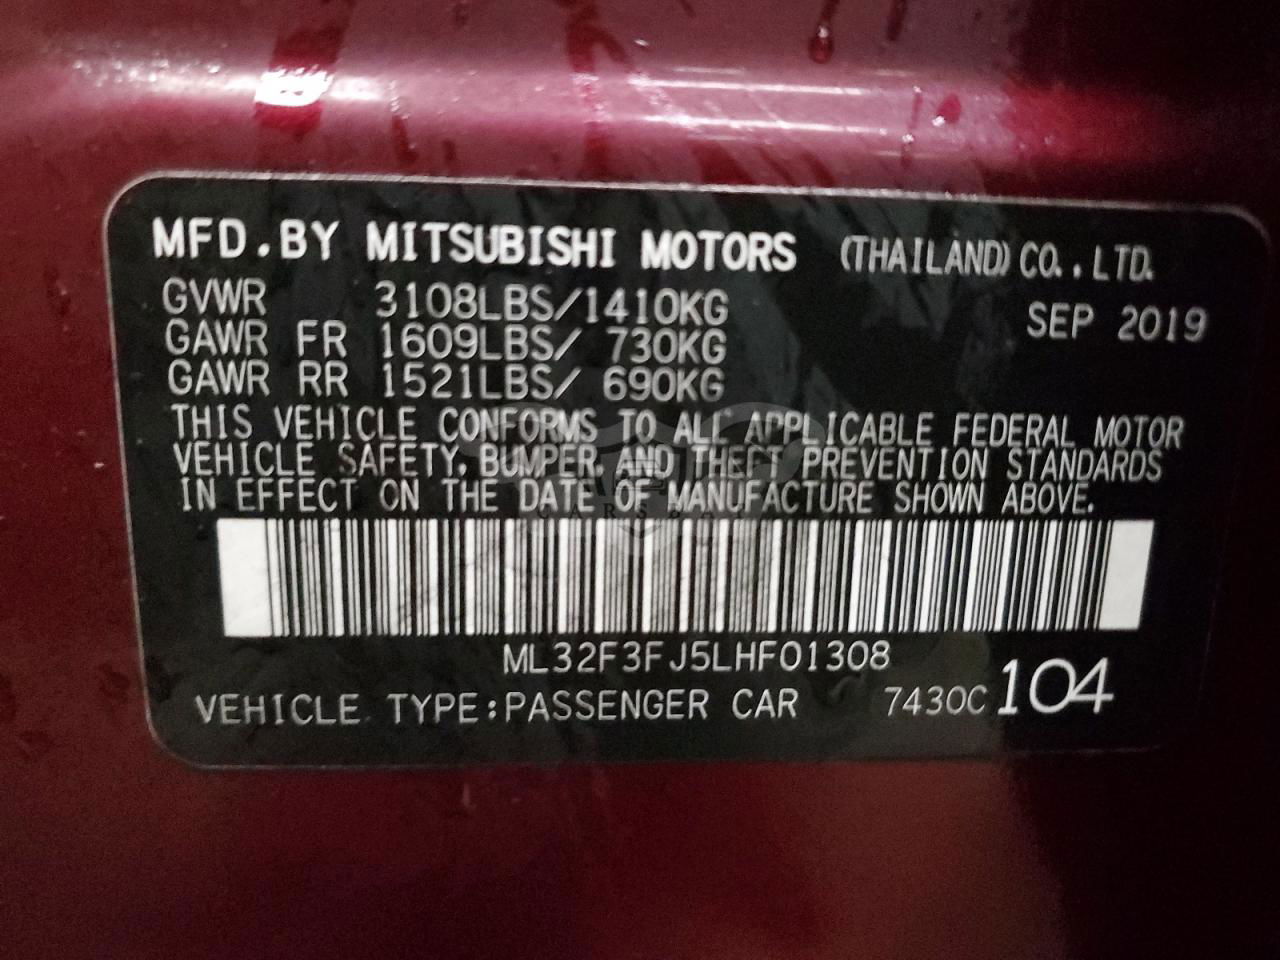 MFD.BY MITSUBISHI MOTORS (THAILAND) CO.,LTD.
GVWR 3108LBS/1410KG SEP 2019
GAWR FR 1609LBS/ 730KG
GAWR RR 1521LBS/ 690KG
THIS VEHICLE CONFORMS TO ALL APPLICABLE FEDERAL MOTOR
VEHICLE SAFETY, BUMPER, AND THEFT PREVENTION STANDARDS
IN EFFECT ON THE DATE OF MANUFACTURE SHOWN ABOVE.
ML32F3FJ5LHF01308
VEHICLE TYPE:PASSENGER CAR 7430C 104